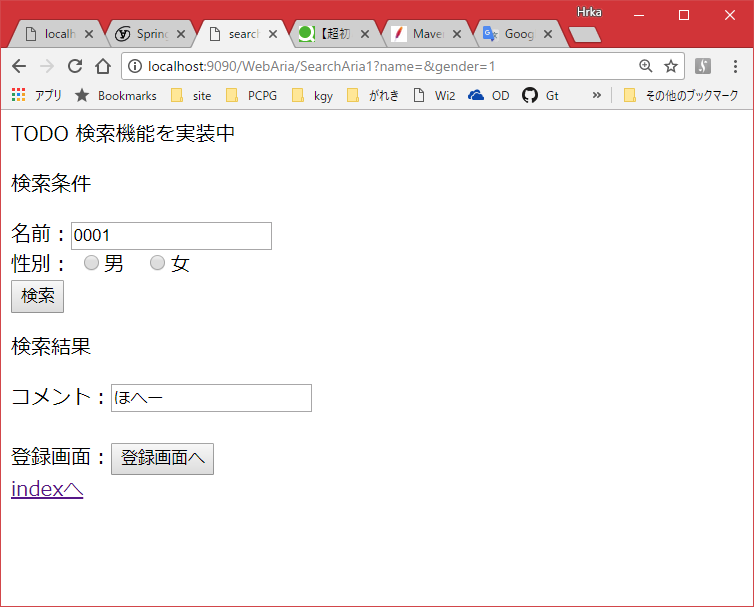 Hrka
localh
Spring
search
【超初
Maver
Goog
localhost:9090/WebAria/SearchAria1?name=&gender=1
アプリ Bookmarks site PCPG kgy がれき Wi2 OD Gt » その他のブックマーク
TODO 検索機能を実装中
検索条件
名前：0001
性別： 男 女
検索
検索結果
コメント：ほへー
登録画面：登録画面へ
indexへ